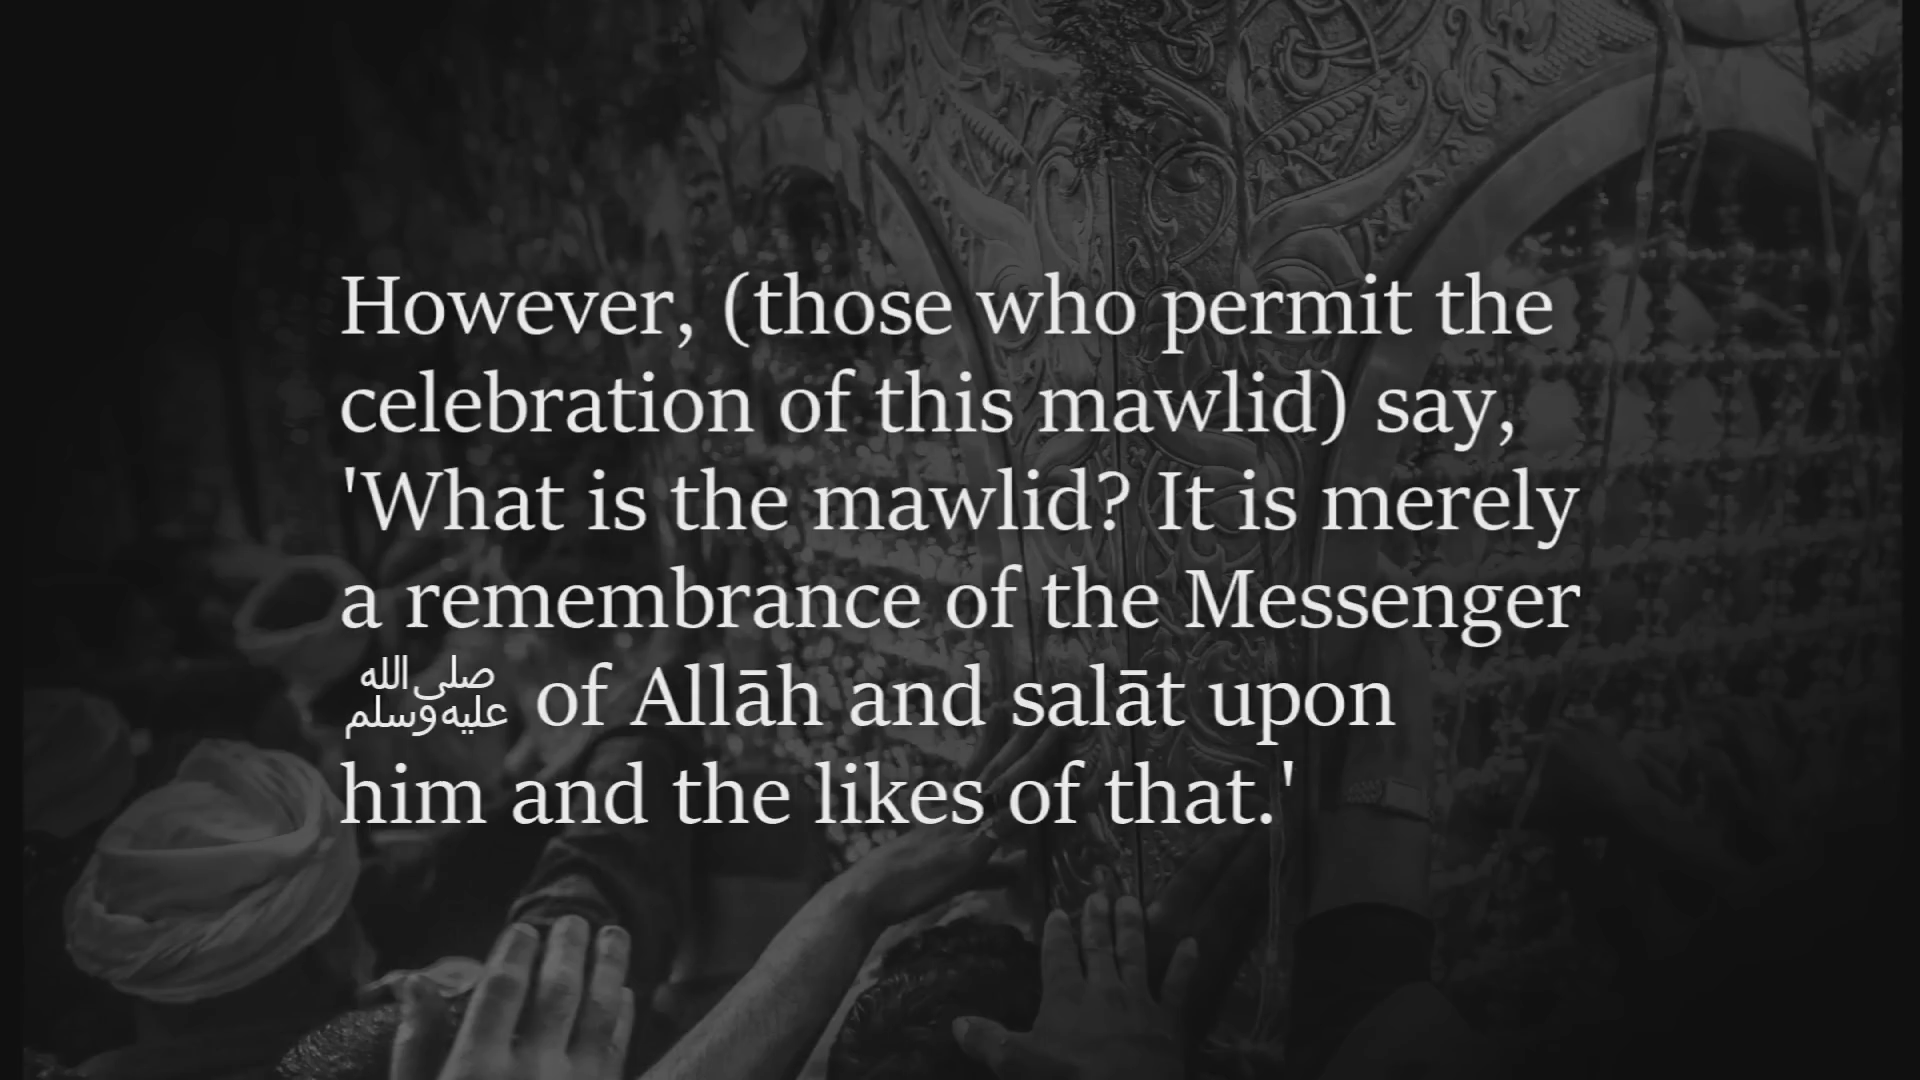 However, (those who permit the
celebration of this mawlid) say,
'What is the mawlid? It is merely
a remembrance of the Messenger
ﷺ of Allāh and salāt upon
him and the likes of that.'